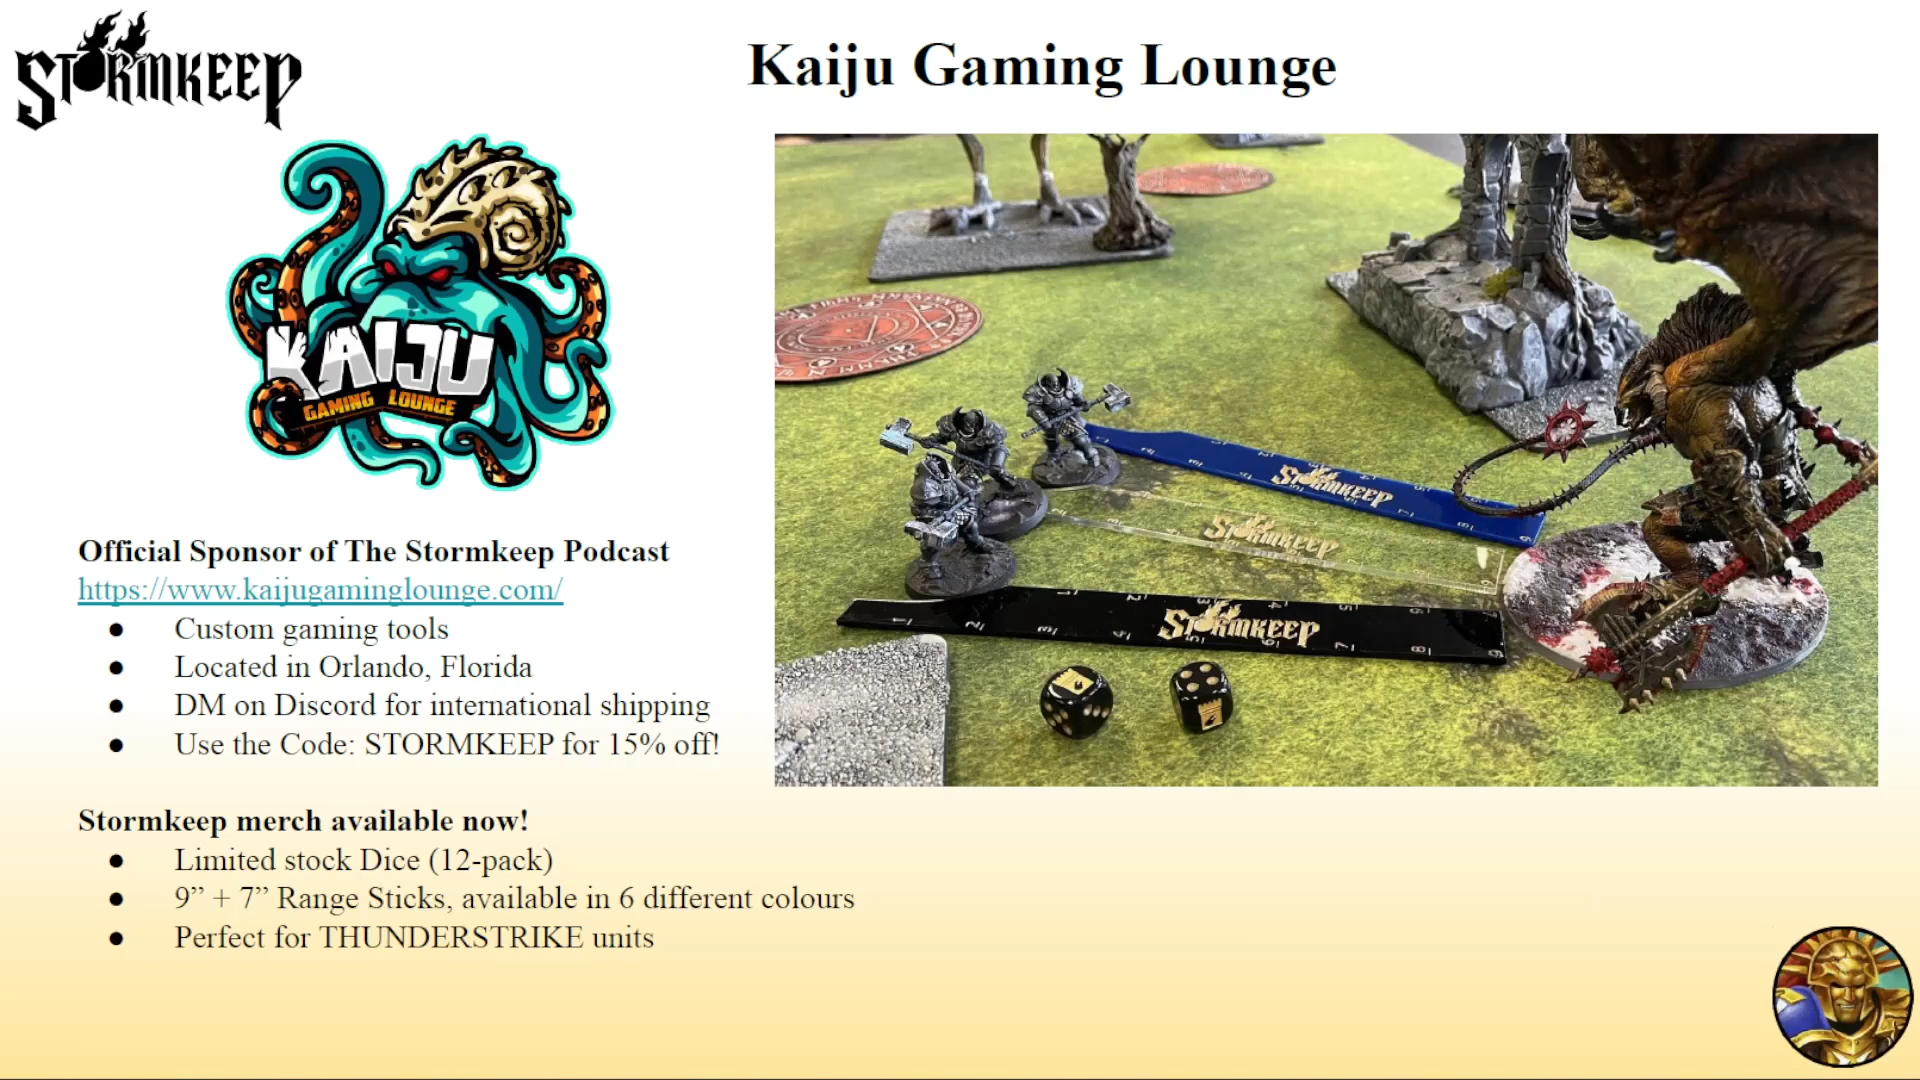 STORMKEEP
Kaiju Gaming Lounge
KAIJU
GAMING LOUNGE
STORMKEEP
STORMKEEP
STORMKEEP
Official Sponsor of The Stormkeep Podcast
https://www.kaijugaminglounge.com/
● Custom gaming tools
● Located in Orlando, Florida
● DM on Discord for international shipping
● Use the Code: STORMKEEP for 15% off!
Stormkeep merch available now!
● Limited stock Dice (12-pack)
● 9” + 7” Range Sticks, available in 6 different colours
● Perfect for THUNDERSTRIKE units